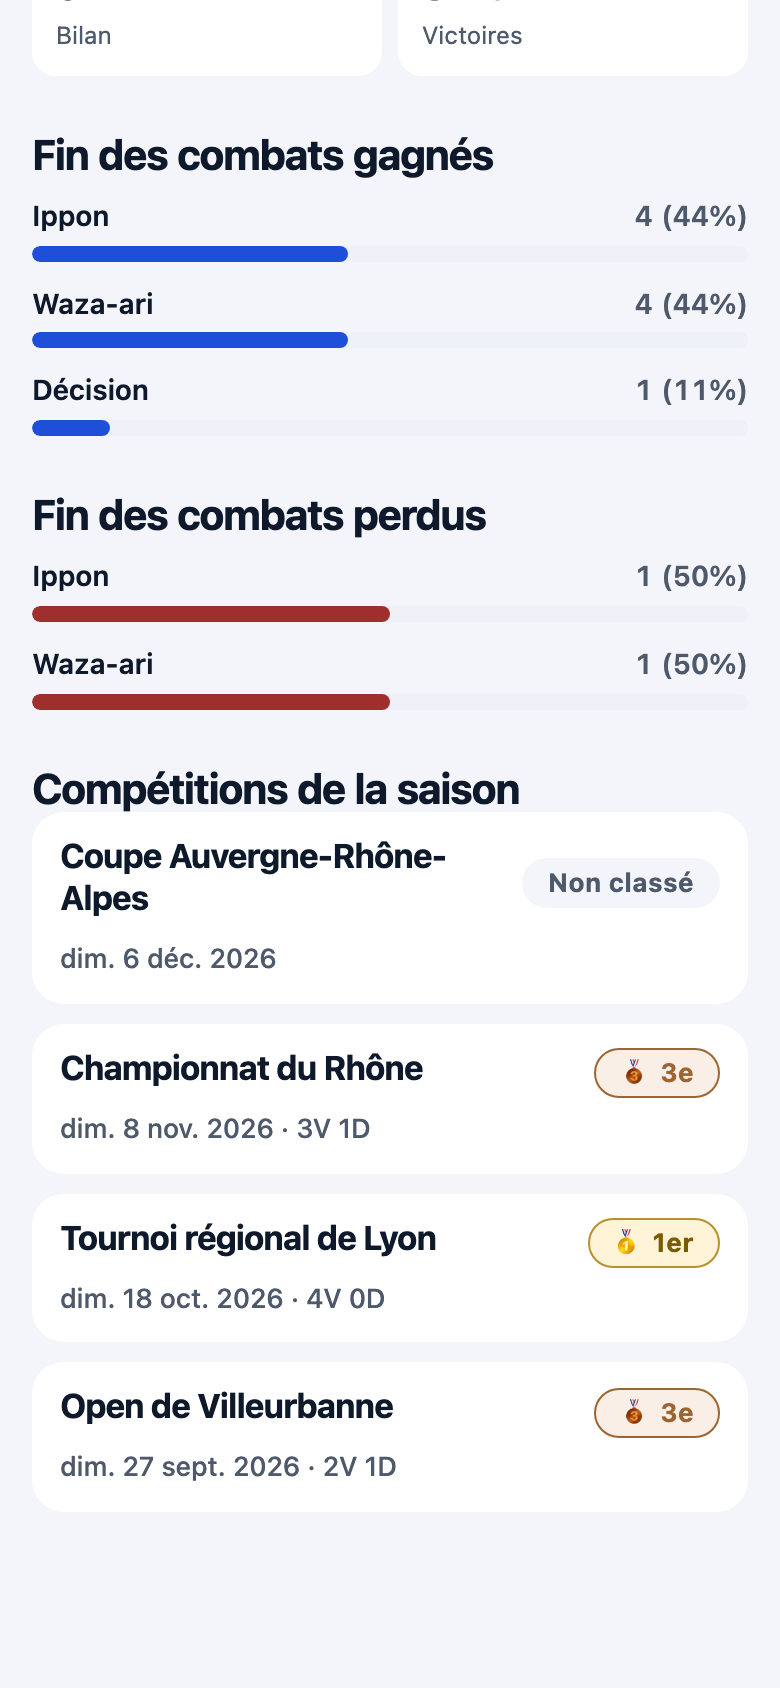 Bilan
Victoires
Fin des combats gagnés
Ippon 4 (44%)
Waza-ari 4 (44%)
Décision 1 (11%)
Fin des combats perdus
Ippon 1 (50%)
Waza-ari 1 (50%)
Compétitions de la saison
Coupe Auvergne-Rhône-
Alpes
Non classé
dim. 6 déc. 2026
Championnat du Rhône
3e
dim. 8 nov. 2026 · 3V 1D
Tournoi régional de Lyon
1er
dim. 18 oct. 2026 · 4V 0D
Open de Villeurbanne
3e
dim. 27 sept. 2026 · 2V 1D